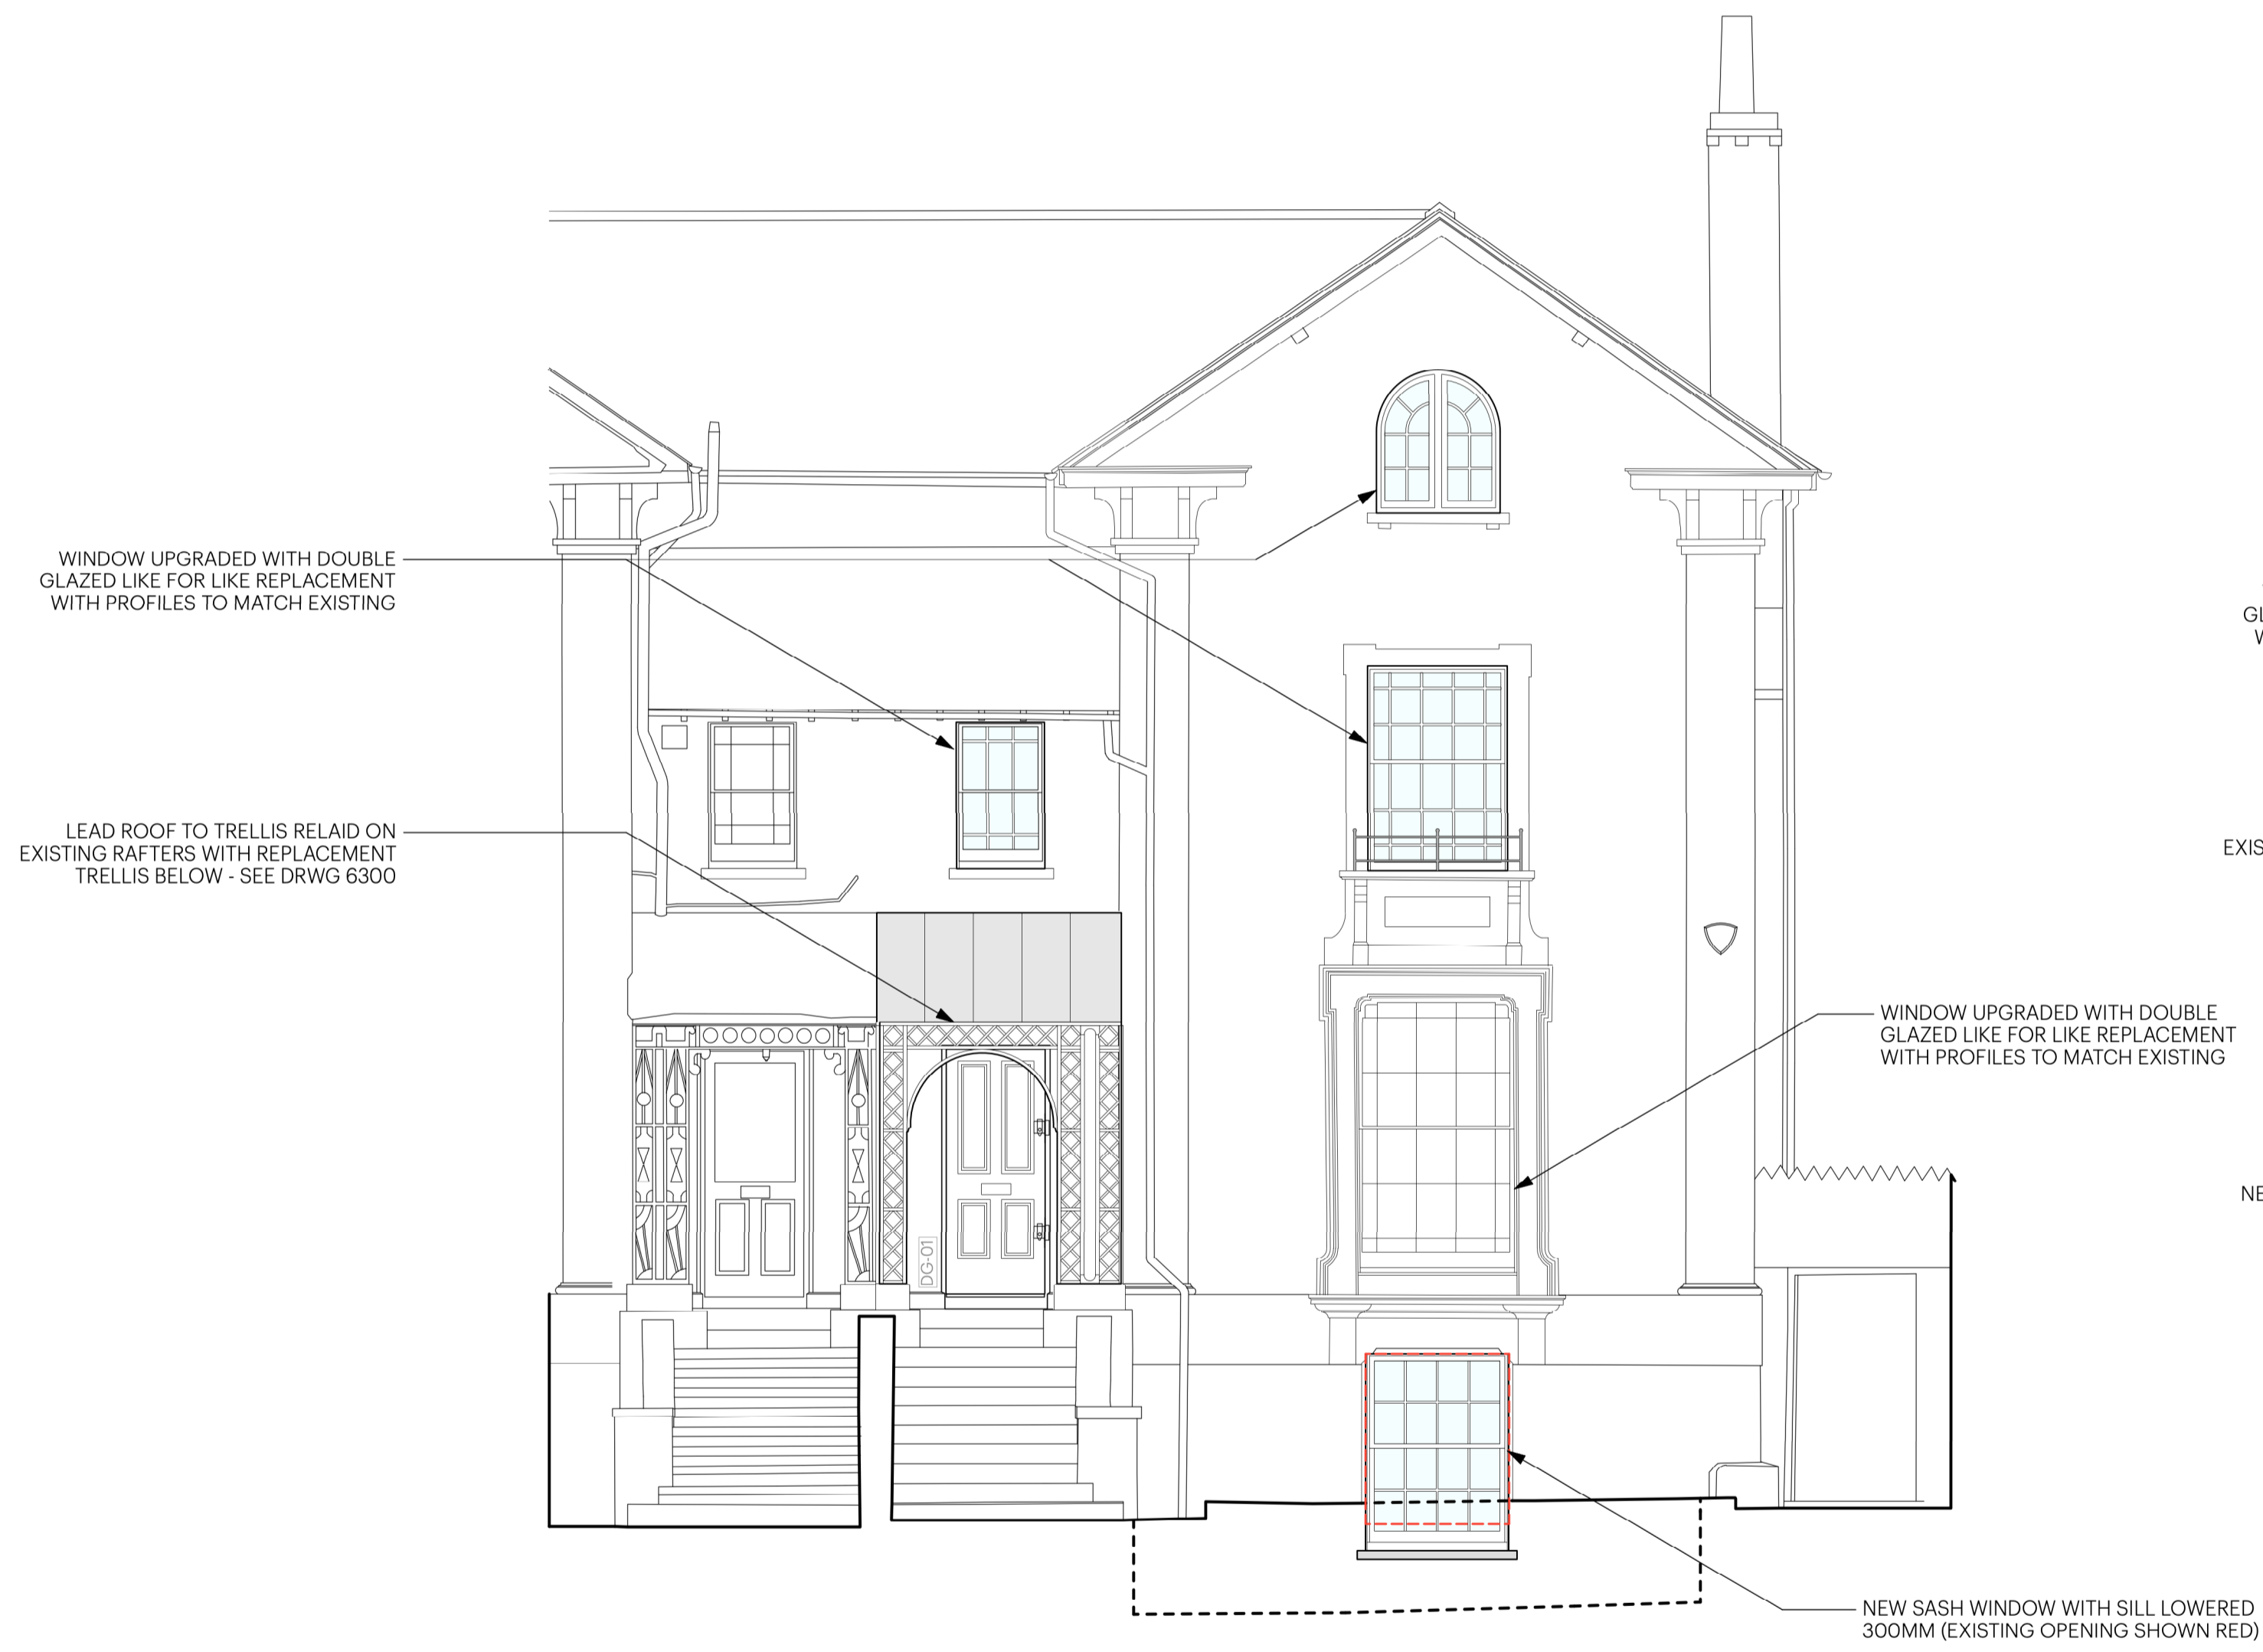 WINDOW UPGRADED WITH DOUBLE
GLAZED LIKE FOR LIKE REPLACEMENT
WITH PROFILES TO MATCH EXISTING
LEAD ROOF TO TRELLIS RELAID ON
EXISTING RAFTERS WITH REPLACEMENT
TRELLIS BELOW - SEE DRWG 6300
DG-01
WINDOW UPGRADED WITH DOUBLE
GLAZED LIKE FOR LIKE REPLACEMENT
WITH PROFILES TO MATCH EXISTING
NEW SASH WINDOW WITH SILL LOWERED
300MM (EXISTING OPENING SHOWN RED)